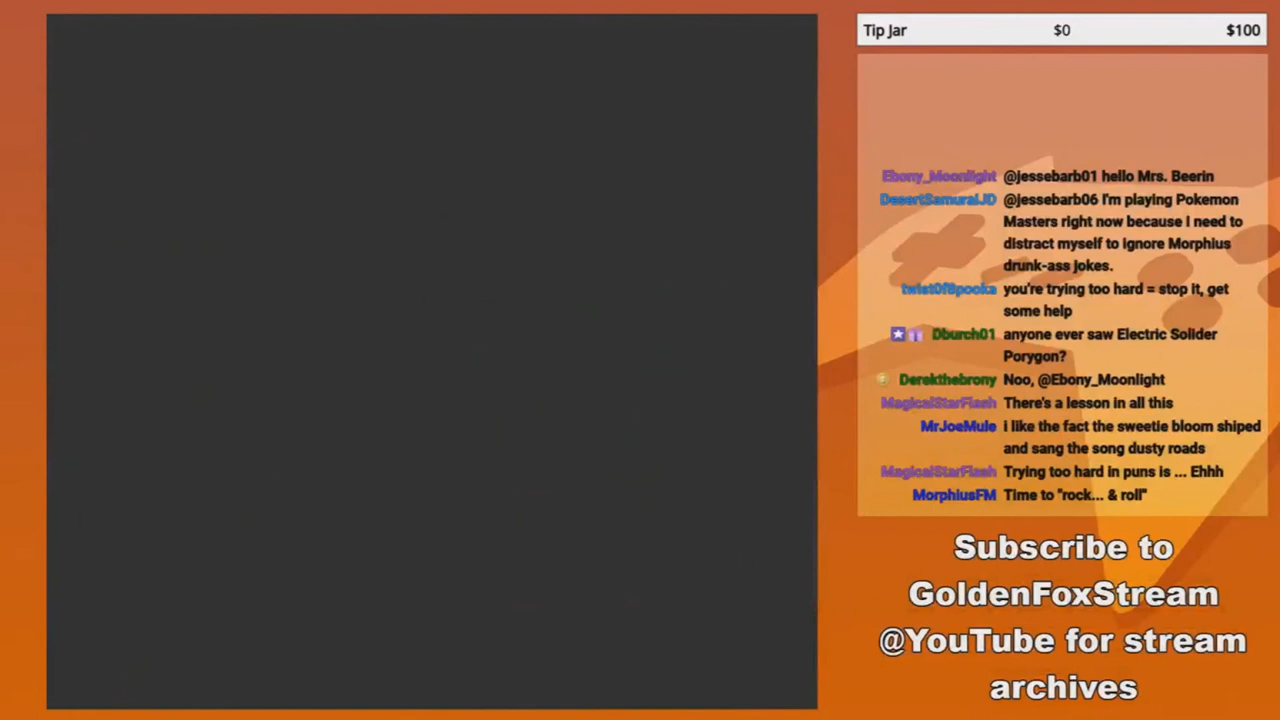 Tip Jar $0 $100
Ebony_Moonlight @jessebarb01 hello Mrs. Beerin
DesertSamuraiJD @jessebarb06 I'm playing Pokemon
Masters right now because I need to
distract myself to ignore Morphius
drunk-ass jokes.
twist0f8pooka you're trying too hard = stop it, get
some help
Dburch01 anyone ever saw Electric Solider
Porygon?
Derekthebrony Noo, @Ebony_Moonlight
MagicalStarFlash There's a lesson in all this
MrJoeMule i like the fact the sweetie bloom shiped
and sang the song dusty roads
MagicalStarFlash Trying too hard in puns is ... Ehhh
MorphiusFM Time to "rock... & roll"
Subscribe to
GoldenFoxStream
@YouTube for stream
archives